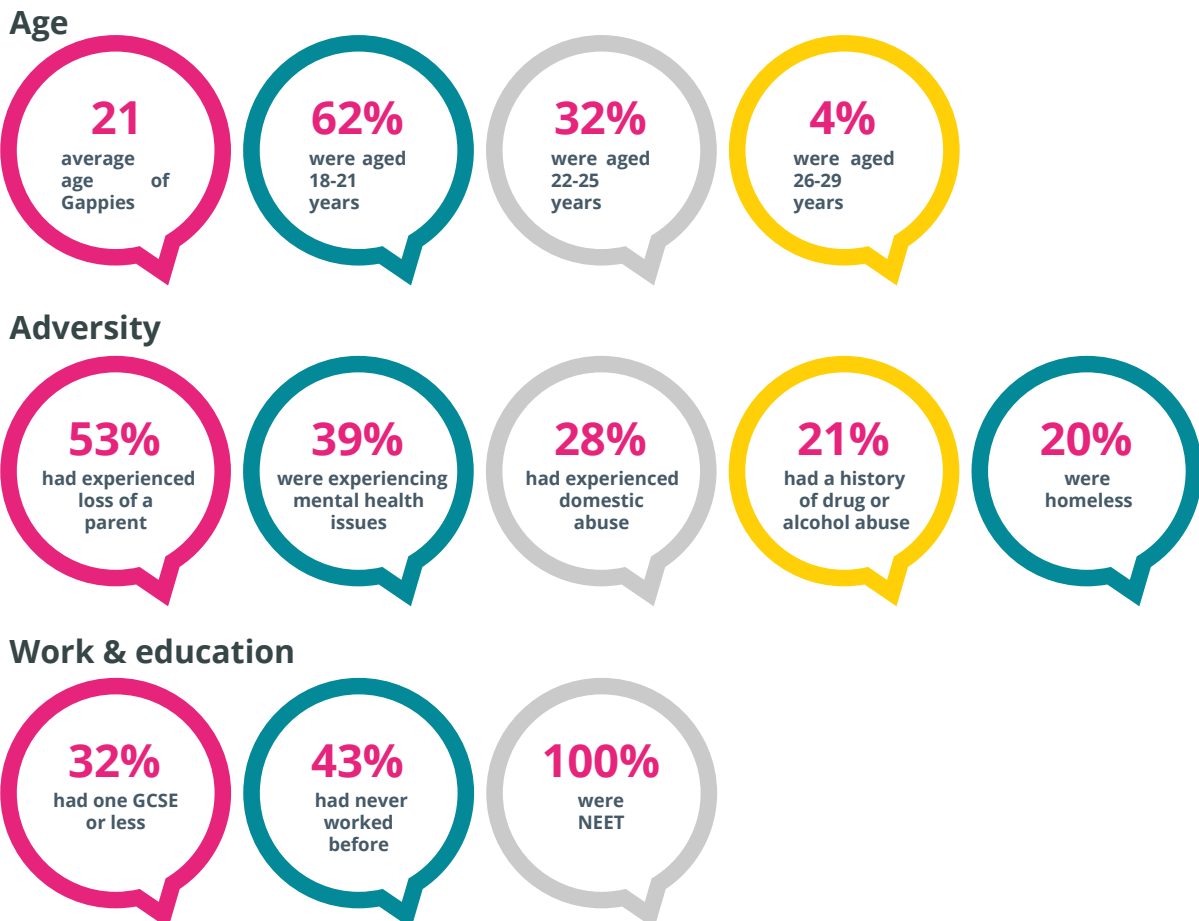 Age
21
average
age of
Gappies
62%
were aged
18-21
years
32%
were aged
22-25
years
4%
were aged
26-29
years
Adversity
53%
had experienced
loss of a
parent
39%
were experiencing
mental health
issues
28%
had experienced
domestic
abuse
21%
had a history
of drug or
alcohol abuse
20%
were
homeless
Work & education
32%
had one GCSE
or less
43%
had never
worked
before
100%
were
NEET